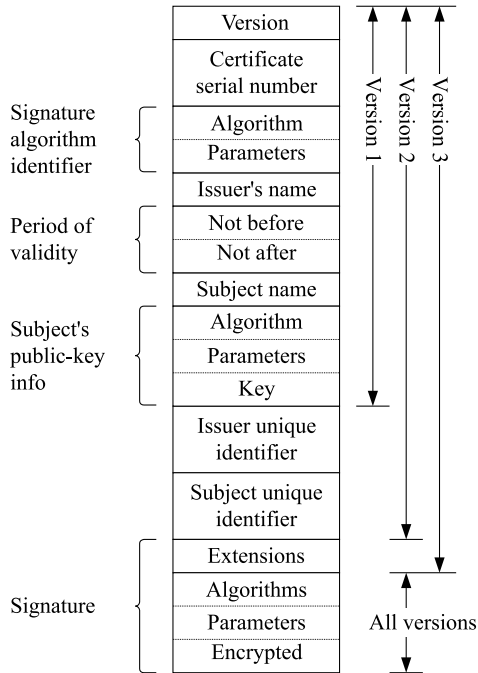 Version
Certificate
serial number
Signature
algorithm
identifier
Algorithm
Parameters
Issuer's name
Period of
validity
Not before
Not after
Subject name
Subject's
public-key
info
Algorithm
Parameters
Key
Issuer unique
identifier
Subject unique
identifier
Extensions
Signature
Algorithms
Parameters
Encrypted
Version 1
Version 2
Version 3
All versions